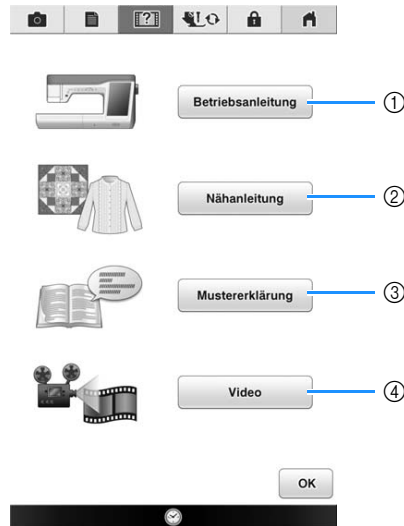 Betriebsanleitung
①
Nähanleitung
②
Mustererklärung
③
Video
④
OK